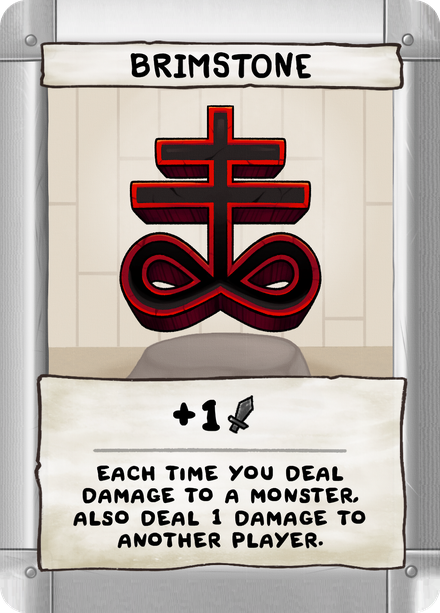 BRIMSTONE
+1
EACH TIME YOU DEAL
DAMAGE TO A MONSTER,
ALSO DEAL 1 DAMAGE TO
ANOTHER PLAYER.